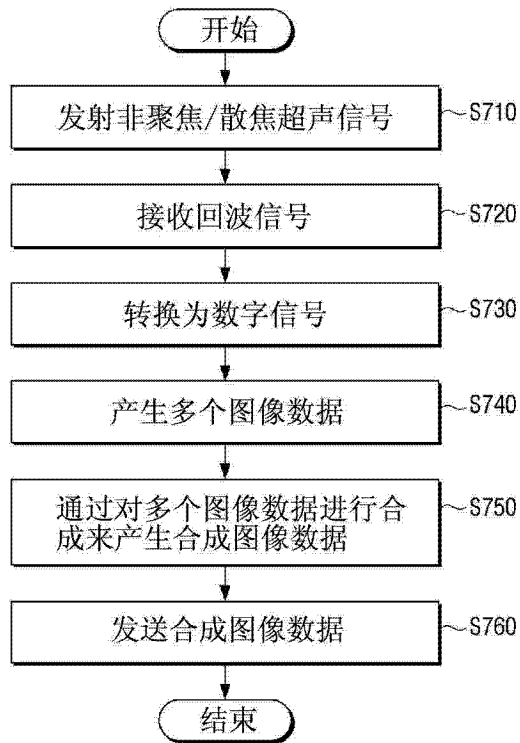 开始
发射非聚焦/散焦超声信号
S710
接收回波信号
S720
转换为数字信号
S730
产生多个图像数据
S740
通过对多个图像数据进行合
成来产生合成图像数据
S750
发送合成图像数据
S760
结束